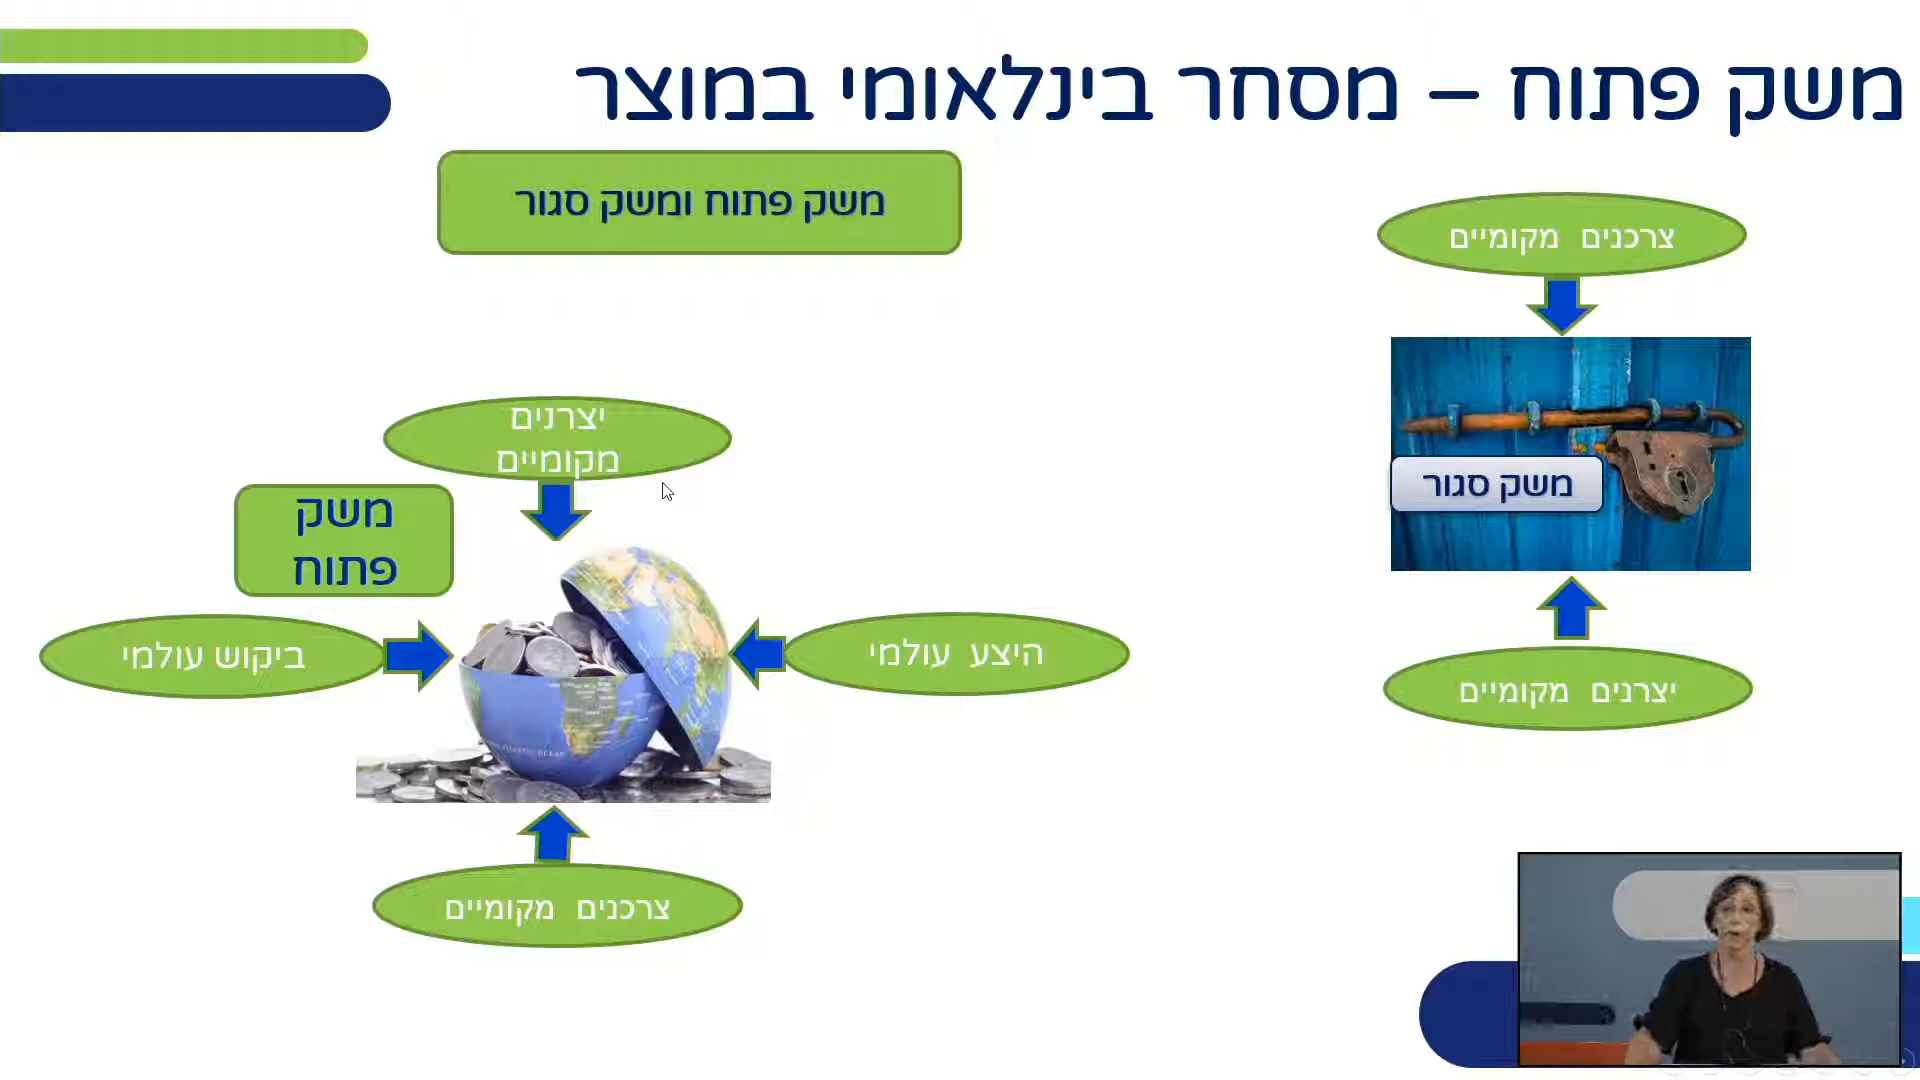 משק פתוח – מסחר בינלאומי במוצר
משק פתוח ומשק סגור
צרכנים מקומיים
משק סגור
יצרנים מקומיים
יצרנים
מקומיים
משק
פתוח
היצע עולמי
ביקוש עולמי
צרכנים מקומיים